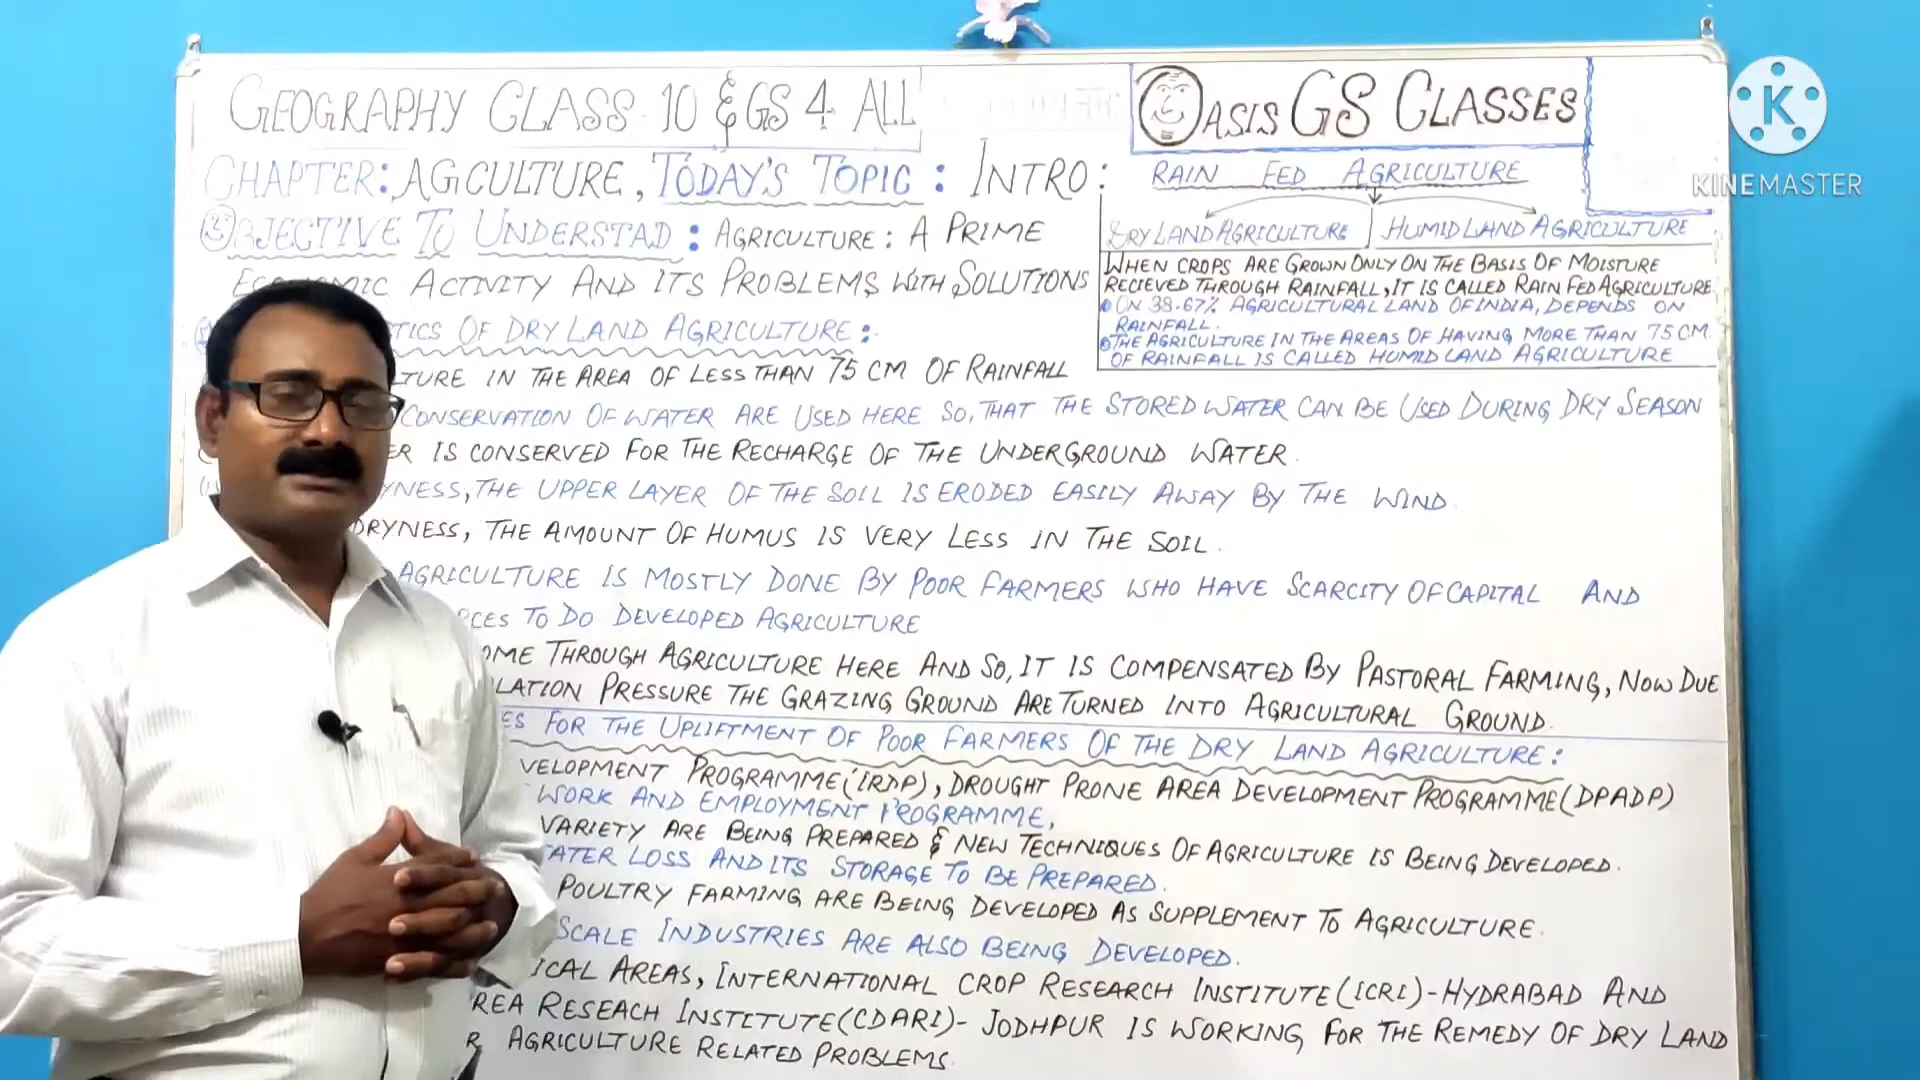 GEOGRAPHY CLASS-10 & GS 4 ALL
OASIS GS CLASSES
KINEMASTER
CHAPTER: AGCULTURE, TODAY'S TOPIC: INTRO:
RAIN FED AGRICULTURE
DRY LAND AGRICULTURE | HUMID LAND AGRICULTURE
WHEN CROPS ARE GROWN ONLY ON THE BASIS OF MOISTURE
RECIEVED THROUGH RAINFALL, IT IS CALLED RAIN FED AGRICULTURE
ON 38.67% AGRICULTURAL LAND OF INDIA, DEPENDS ON
RAINFALL.
THE AGRICULTURE IN THE AREAS OF HAVING MORE THAN 75 CM.
OF RAINFALL IS CALLED HUMID LAND AGRICULTURE
OBJECTIVE TO UNDERSTAD: AGRICULTURE: A PRIME
ECONOMIC ACTIVITY AND ITS PROBLEMS WITH SOLUTIONS
TICS OF DRY LAND AGRICULTURE:
TURE IN THE AREA OF LESS THAN 75 CM OF RAINFALL
CONSERVATION OF WATER ARE USED HERE SO, THAT THE STORED WATER CAN BE USED DURING DRY SEASON
ER IS CONSERVED FOR THE RECHARGE OF THE UNDERGROUND WATER.
YNESS, THE UPPER LAYER OF THE SOIL IS ERODED EASILY AWAY BY THE WIND.
DRYNESS, THE AMOUNT OF HUMUS IS VERY LESS IN THE SOIL.
AGRICULTURE IS MOSTLY DONE BY POOR FARMERS WHO HAVE SCARCITY OF CAPITAL AND
RCES TO DO DEVELOPED AGRICULTURE
OME THROUGH AGRICULTURE HERE AND SO, IT IS COMPENSATED BY PASTORAL FARMING, NOW DUE
LATION PRESSURE THE GRAZING GROUND ARE TURNED INTO AGRICULTURAL GROUND.
ES FOR THE UPLIFTMENT OF POOR FARMERS OF THE DRY LAND AGRICULTURE:
VELOPMENT PROGRAMME (IRDP), DROUGHT PRONE AREA DEVELOPMENT PROGRAMME (DPADP)
WORK AND EMPLOYMENT PROGRAMME,
VARIETY ARE BEING PREPARED & NEW TECHNIQUES OF AGRICULTURE IS BEING DEVELOPED.
ATER LOSS AND ITS STORAGE TO BE PREPARED.
POULTRY FARMING ARE BEING DEVELOPED AS SUPPLEMENT TO AGRICULTURE.
SCALE INDUSTRIES ARE ALSO BEING DEVELOPED.
ICAL AREAS, INTERNATIONAL CROP RESEARCH INSTITUTE (ICRI)-HYDRABAD AND
REA RESEACH INSTITUTE (CDARI)- JODHPUR IS WORKING FOR THE REMEDY OF DRY LAND
R AGRICULTURE RELATED PROBLEMS.